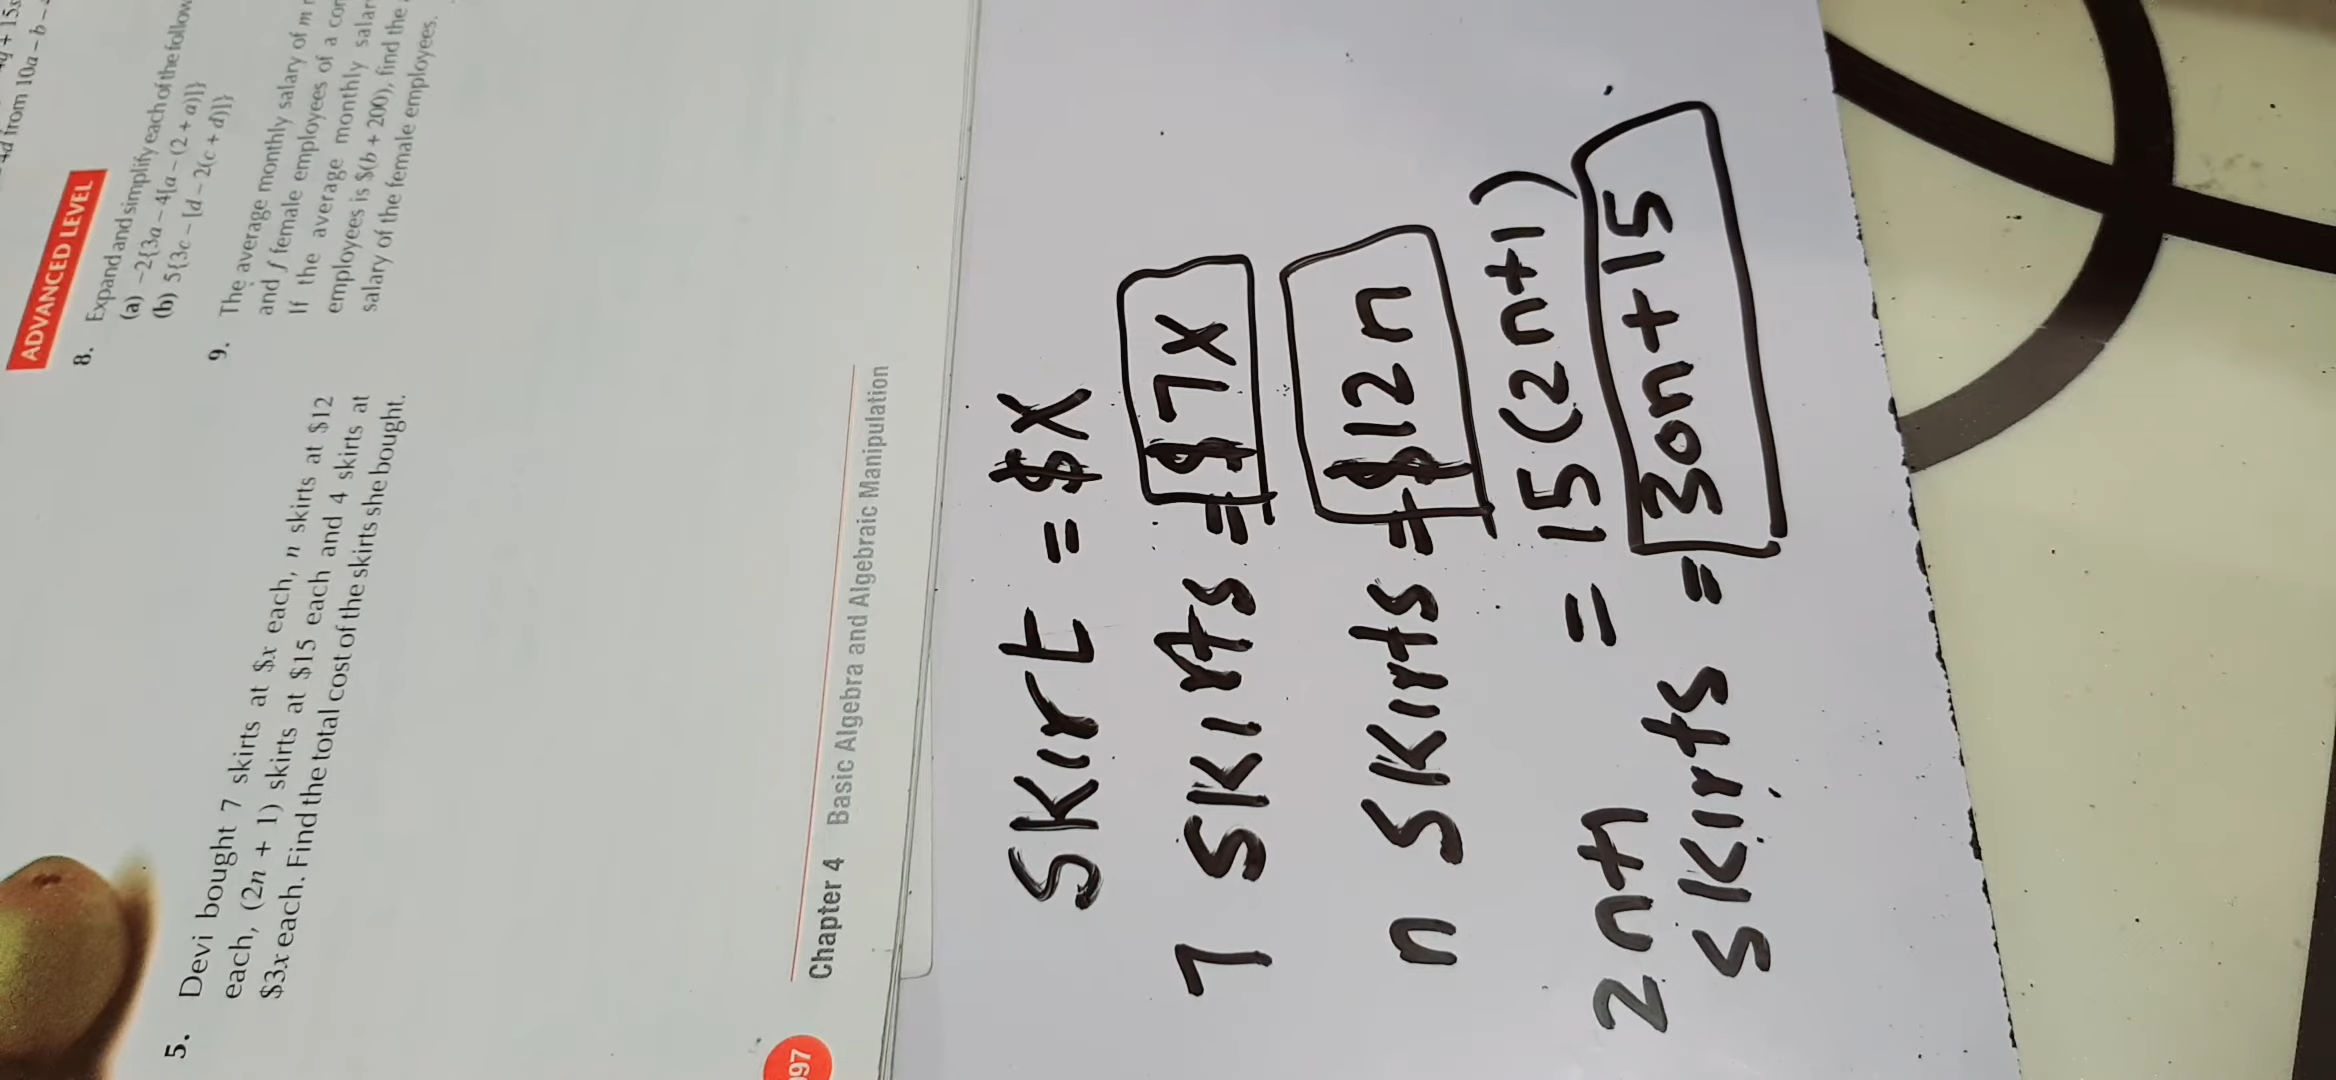 4d from 10a – b –
ADVANCED LEVEL
8. Expand and simplify each of the follow
(a) –2{3a – 4[a – (2 + a)]}
(b) 5{3c – [d – 2(c + d)]}
9. The average monthly salary of m
and f female employees of a
If the average monthly
employees is $(b + 200), find the
salary of the female employees.
5. Devi bought 7 skirts at $x each, n skirts at $12
each, (2n + 1) skirts at $15 each and 4 skirts at
$3x each. Find the total cost of the skirts she bought.
97 Chapter 4 Basic Algebra and Algebraic Manipulation
Skirt = $x
7 Skirts = $7x
n Skirts = $12n
2n+1 = 15(2n+1)
Skirts = 30n+15